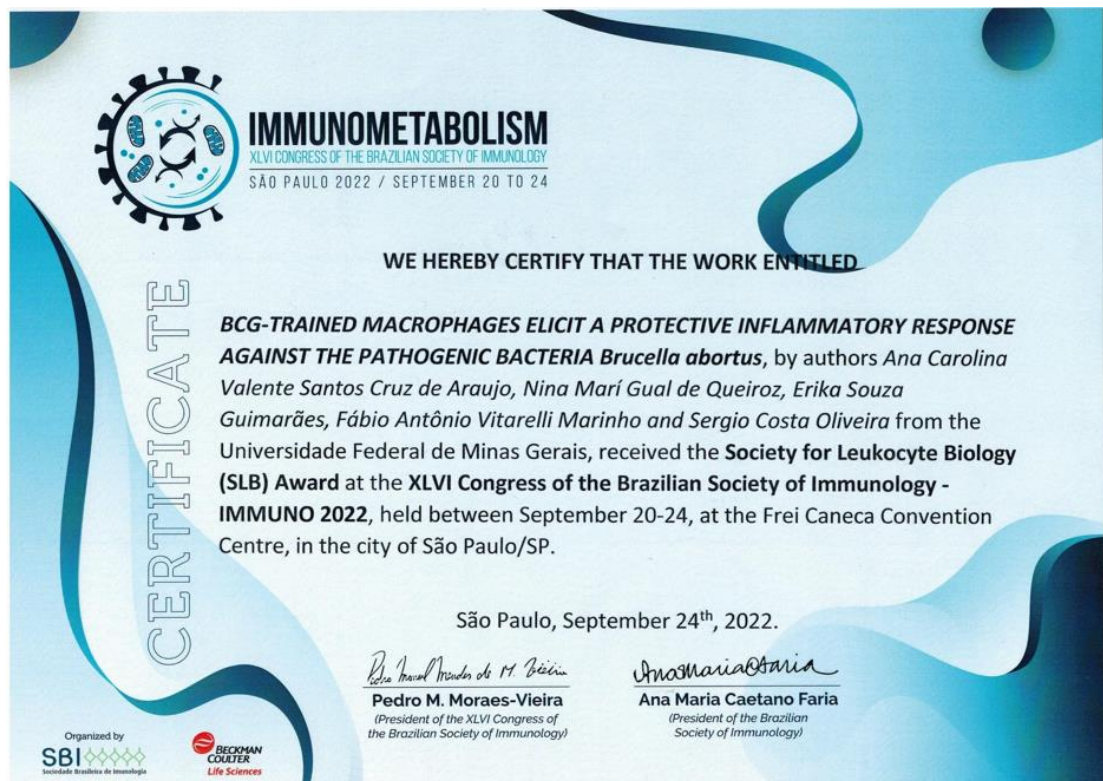 IMMUNOMETABOLISM
XLVI CONGRESS OF THE BRAZILIAN SOCIETY OF IMMUNOLOGY
SÃO PAULO 2022 / SEPTEMBER 20 TO 24
CERTIFICATE
WE HEREBY CERTIFY THAT THE WORK ENTITLED
BCG-TRAINED MACROPHAGES ELICIT A PROTECTIVE INFLAMMATORY RESPONSE
AGAINST THE PATHOGENIC BACTERIA Brucella abortus, by authors Ana Carolina
Valente Santos Cruz de Araujo, Nina Marí Gual de Queiroz, Erika Souza
Guimarães, Fábio Antônio Vitarelli Marinho and Sergio Costa Oliveira from the
Universidade Federal de Minas Gerais, received the Society for Leukocyte Biology
(SLB) Award at the XLVI Congress of the Brazilian Society of Immunology -
IMMUNO 2022, held between September 20-24, at the Frei Caneca Convention
Centre, in the city of São Paulo/SP.
São Paulo, September 24th, 2022.
Pedro M. Moraes-Vieira
(President of the XLVI Congress of
the Brazilian Society of Immunology)
Ana Maria Caetano Faria
(President of the Brazilian
Society of Immunology)
Organized by
SBI
Sociedade Brasileira de Imunologia
BECKMAN
COULTER
Life Sciences